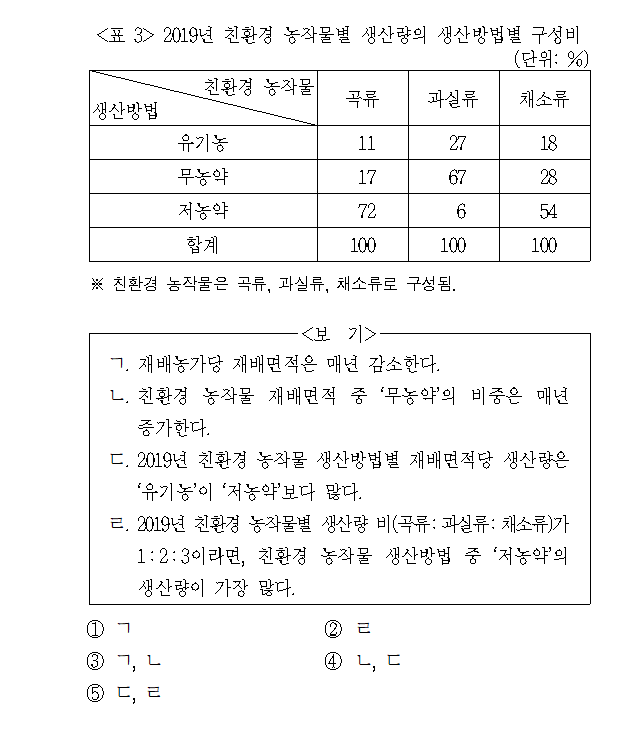 <표 3> 2019년 친환경 농작물별 생산량의 생산방법별 구성비
(단위: %)
친환경 농작물
생산방법
곡류 과실류 채소류
유기농 11 27 18
무농약 17 67 28
저농약 72 6 54
합계 100 100 100
※ 친환경 농작물은 곡류, 과실류, 채소류로 구성됨.
<보 기>
ㄱ. 재배농가당 재배면적은 매년 감소한다.
ㄴ. 친환경 농작물 재배면적 중 ‘무농약’의 비중은 매년
증가한다.
ㄷ. 2019년 친환경 농작물 생산방법별 재배면적당 생산량은
‘유기농’이 ‘저농약’보다 많다.
ㄹ. 2019년 친환경 농작물별 생산량 비(곡류:과실류:채소류)가
1:2:3이라면, 친환경 농작물 생산방법 중 ‘저농약’의
생산량이 가장 많다.
① ㄱ ② ㄹ
③ ㄱ, ㄴ ④ ㄴ, ㄷ
⑤ ㄷ, ㄹ